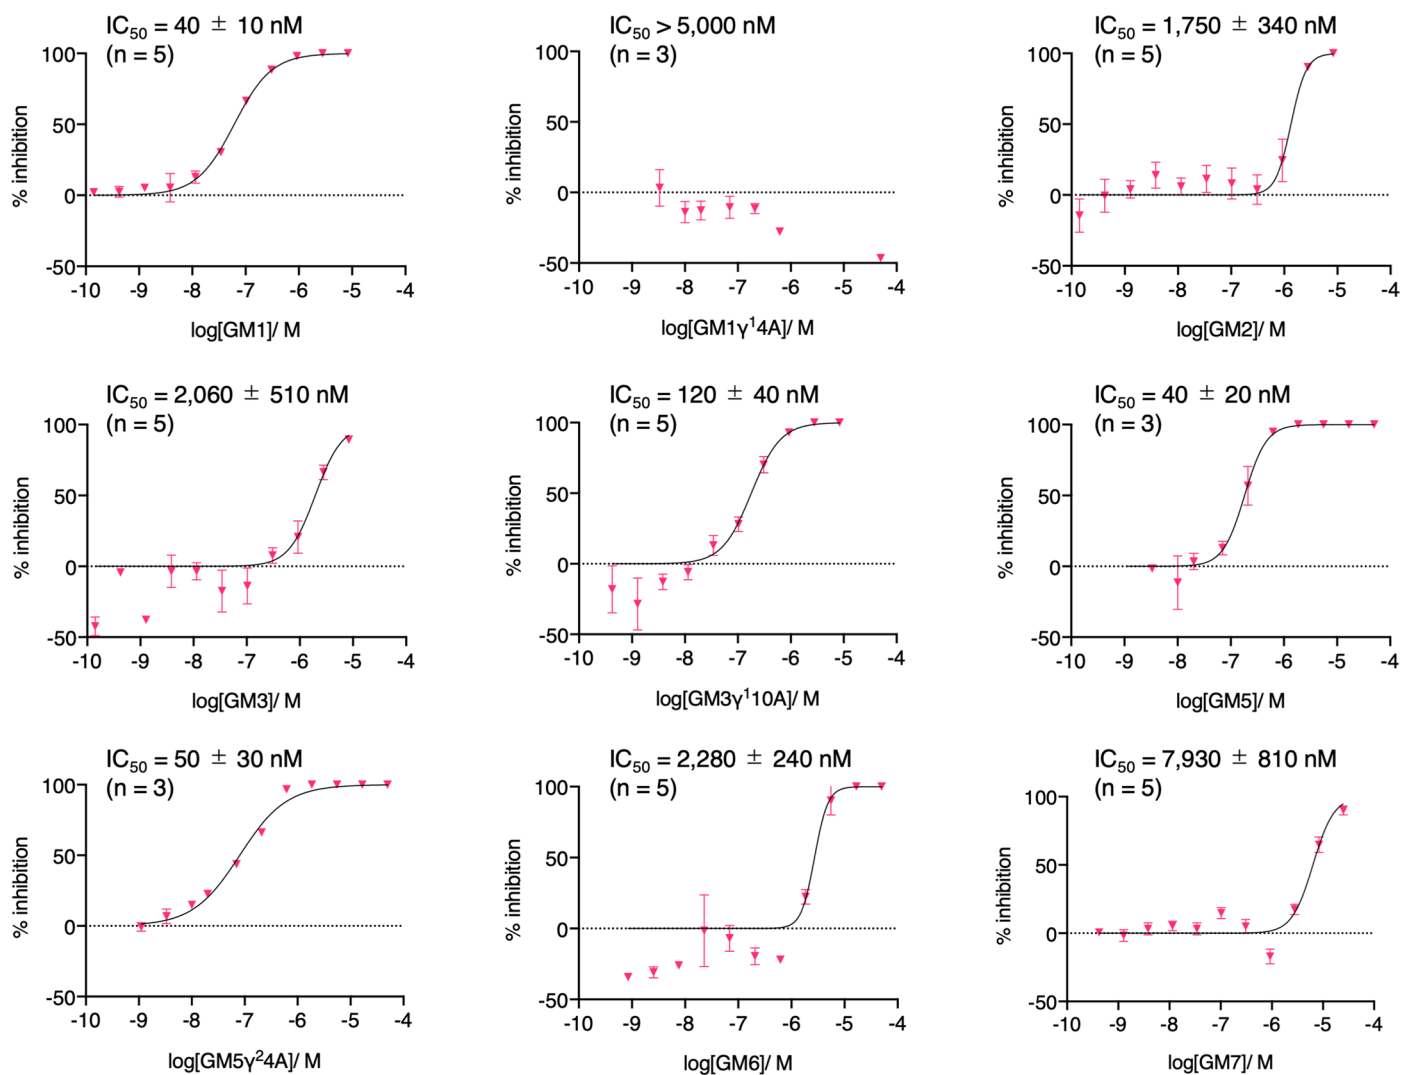 IC50 = 40 ± 10 nM
(n = 5)
100
50
0
-50
% inhibition
-10 -9 -8 -7 -6 -5 -4
log[GM1]/ M
IC50 > 5,000 nM
(n = 3)
100
50
0
-50
% inhibition
-10 -9 -8 -7 -6 -5 -4
log[GM1γ¹4A]/ M
IC50 = 1,750 ± 340 nM
(n = 5)
100
50
0
-50
% inhibition
-10 -9 -8 -7 -6 -5 -4
log[GM2]/ M
IC50 = 2,060 ± 510 nM
(n = 5)
100
50
0
-50
% inhibition
-10 -9 -8 -7 -6 -5 -4
log[GM3]/ M
IC50 = 120 ± 40 nM
(n = 5)
100
50
0
-50
% inhibition
-10 -9 -8 -7 -6 -5 -4
log[GM3γ¹10A]/ M
IC50 = 40 ± 20 nM
(n = 3)
100
50
0
-50
% inhibition
-10 -9 -8 -7 -6 -5 -4
log[GM5]/ M
IC50 = 50 ± 30 nM
(n = 3)
100
50
0
-50
% inhibition
-10 -9 -8 -7 -6 -5 -4
log[GM5γ²4A]/ M
IC50 = 2,280 ± 240 nM
(n = 5)
100
50
0
-50
% inhibition
-10 -9 -8 -7 -6 -5 -4
log[GM6]/ M
IC50 = 7,930 ± 810 nM
(n = 5)
100
50
0
-50
% inhibition
-10 -9 -8 -7 -6 -5 -4
log[GM7]/ M